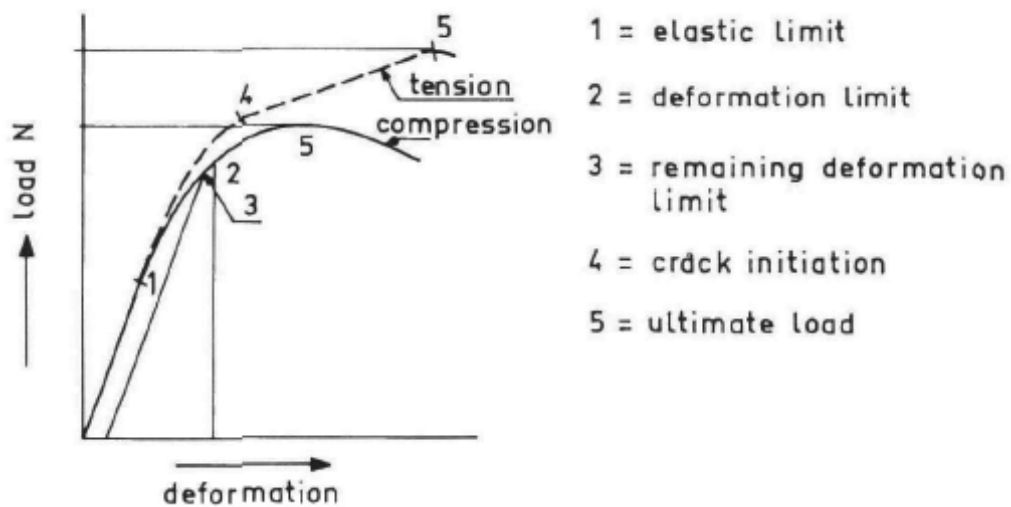 load N
deformation
1
2
3
4
5
5
tension
compression
1 = elastic limit
2 = deformation limit
3 = remaining deformation
limit
4 = crack initiation
5 = ultimate load